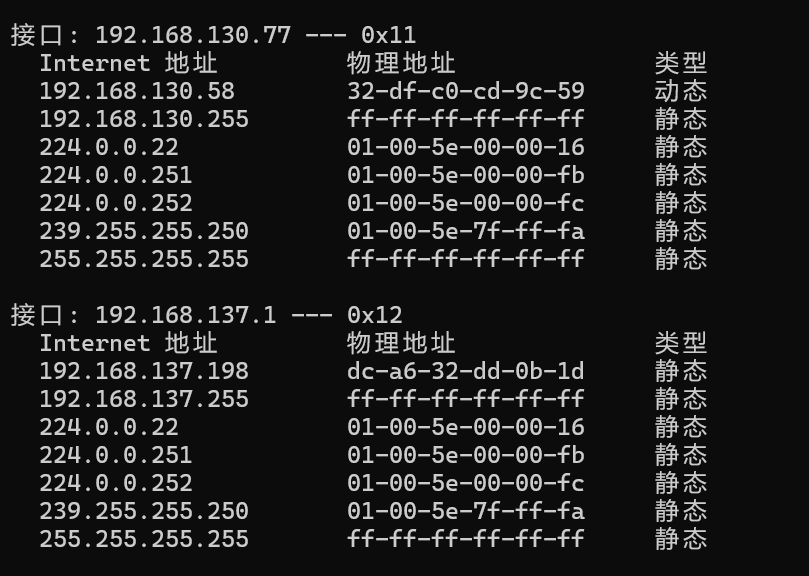 接口: 192.168.130.77 --- 0x11
  Internet 地址         物理地址              类型
  192.168.130.58        32-df-c0-cd-9c-59     动态
  192.168.130.255       ff-ff-ff-ff-ff-ff     静态
  224.0.0.22            01-00-5e-00-00-16     静态
  224.0.0.251           01-00-5e-00-00-fb     静态
  224.0.0.252           01-00-5e-00-00-fc     静态
  239.255.255.250       01-00-5e-7f-ff-fa     静态
  255.255.255.255       ff-ff-ff-ff-ff-ff     静态

接口: 192.168.137.1 --- 0x12
  Internet 地址         物理地址              类型
  192.168.137.198       dc-a6-32-dd-0b-1d     静态
  192.168.137.255       ff-ff-ff-ff-ff-ff     静态
  224.0.0.22            01-00-5e-00-00-16     静态
  224.0.0.251           01-00-5e-00-00-fb     静态
  224.0.0.252           01-00-5e-00-00-fc     静态
  239.255.255.250       01-00-5e-7f-ff-fa     静态
  255.255.255.255       ff-ff-ff-ff-ff-ff     静态